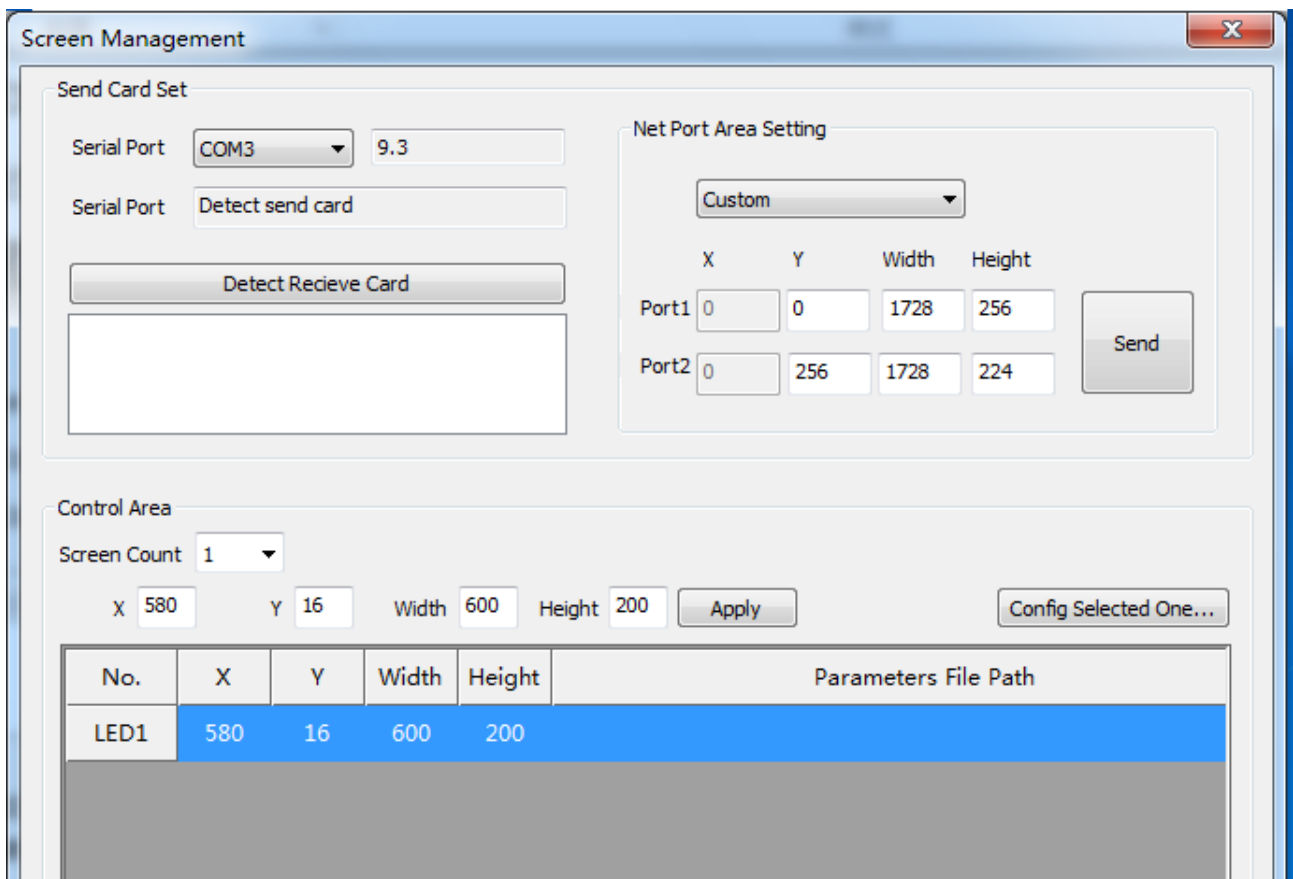 Screen Management
Send Card Set
Serial Port COM3 9.3
Serial Port Detect send card
Detect Recieve Card
Net Port Area Setting
Custom
X Y Width Height
Port1 0 0 1728 256
Port2 0 256 1728 224
Send
Control Area
Screen Count 1
X 580 Y 16 Width 600 Height 200 Apply Config Selected One...
No. X Y Width Height Parameters File Path
LED1 580 16 600 200